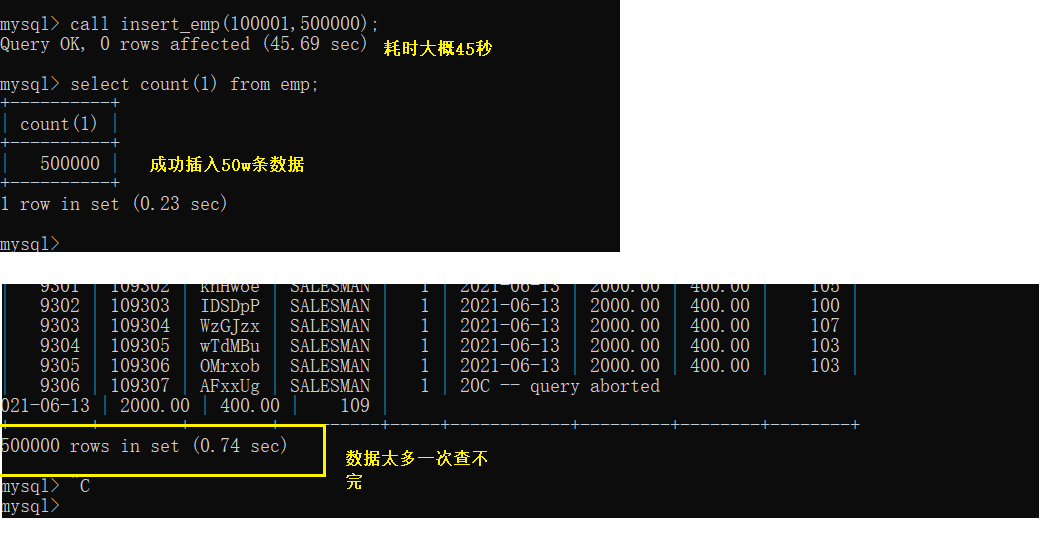 mysql> call insert_emp(100001,500000);
Query OK, 0 rows affected (45.69 sec) 耗时大概45秒
mysql> select count(1) from emp;
+----------+
| count(1) |
+----------+
|   500000 | 成功插入50w条数据
+----------+
1 row in set (0.23 sec)
mysql>
| 9301 | 109302 | knHwoe | SALESMAN | 1 | 2021-06-13 | 2000.00 | 400.00 | 105 |
| 9302 | 109303 | IDSDpP | SALESMAN | 1 | 2021-06-13 | 2000.00 | 400.00 | 100 |
| 9303 | 109304 | WzGJzx | SALESMAN | 1 | 2021-06-13 | 2000.00 | 400.00 | 107 |
| 9304 | 109305 | wTdMBu | SALESMAN | 1 | 2021-06-13 | 2000.00 | 400.00 | 103 |
| 9305 | 109306 | OMrxob | SALESMAN | 1 | 2021-06-13 | 2000.00 | 400.00 | 103 |
| 9306 | 109307 | AFxxUg | SALESMAN | 1 | 20C -- query aborted
021-06-13 | 2000.00 | 400.00 | 109 |
+--------+--------+--------+----------+-----+------------+---------+--------+--------+
500000 rows in set (0.74 sec)
数据太多一次查不
完
mysql> ^C
mysql>